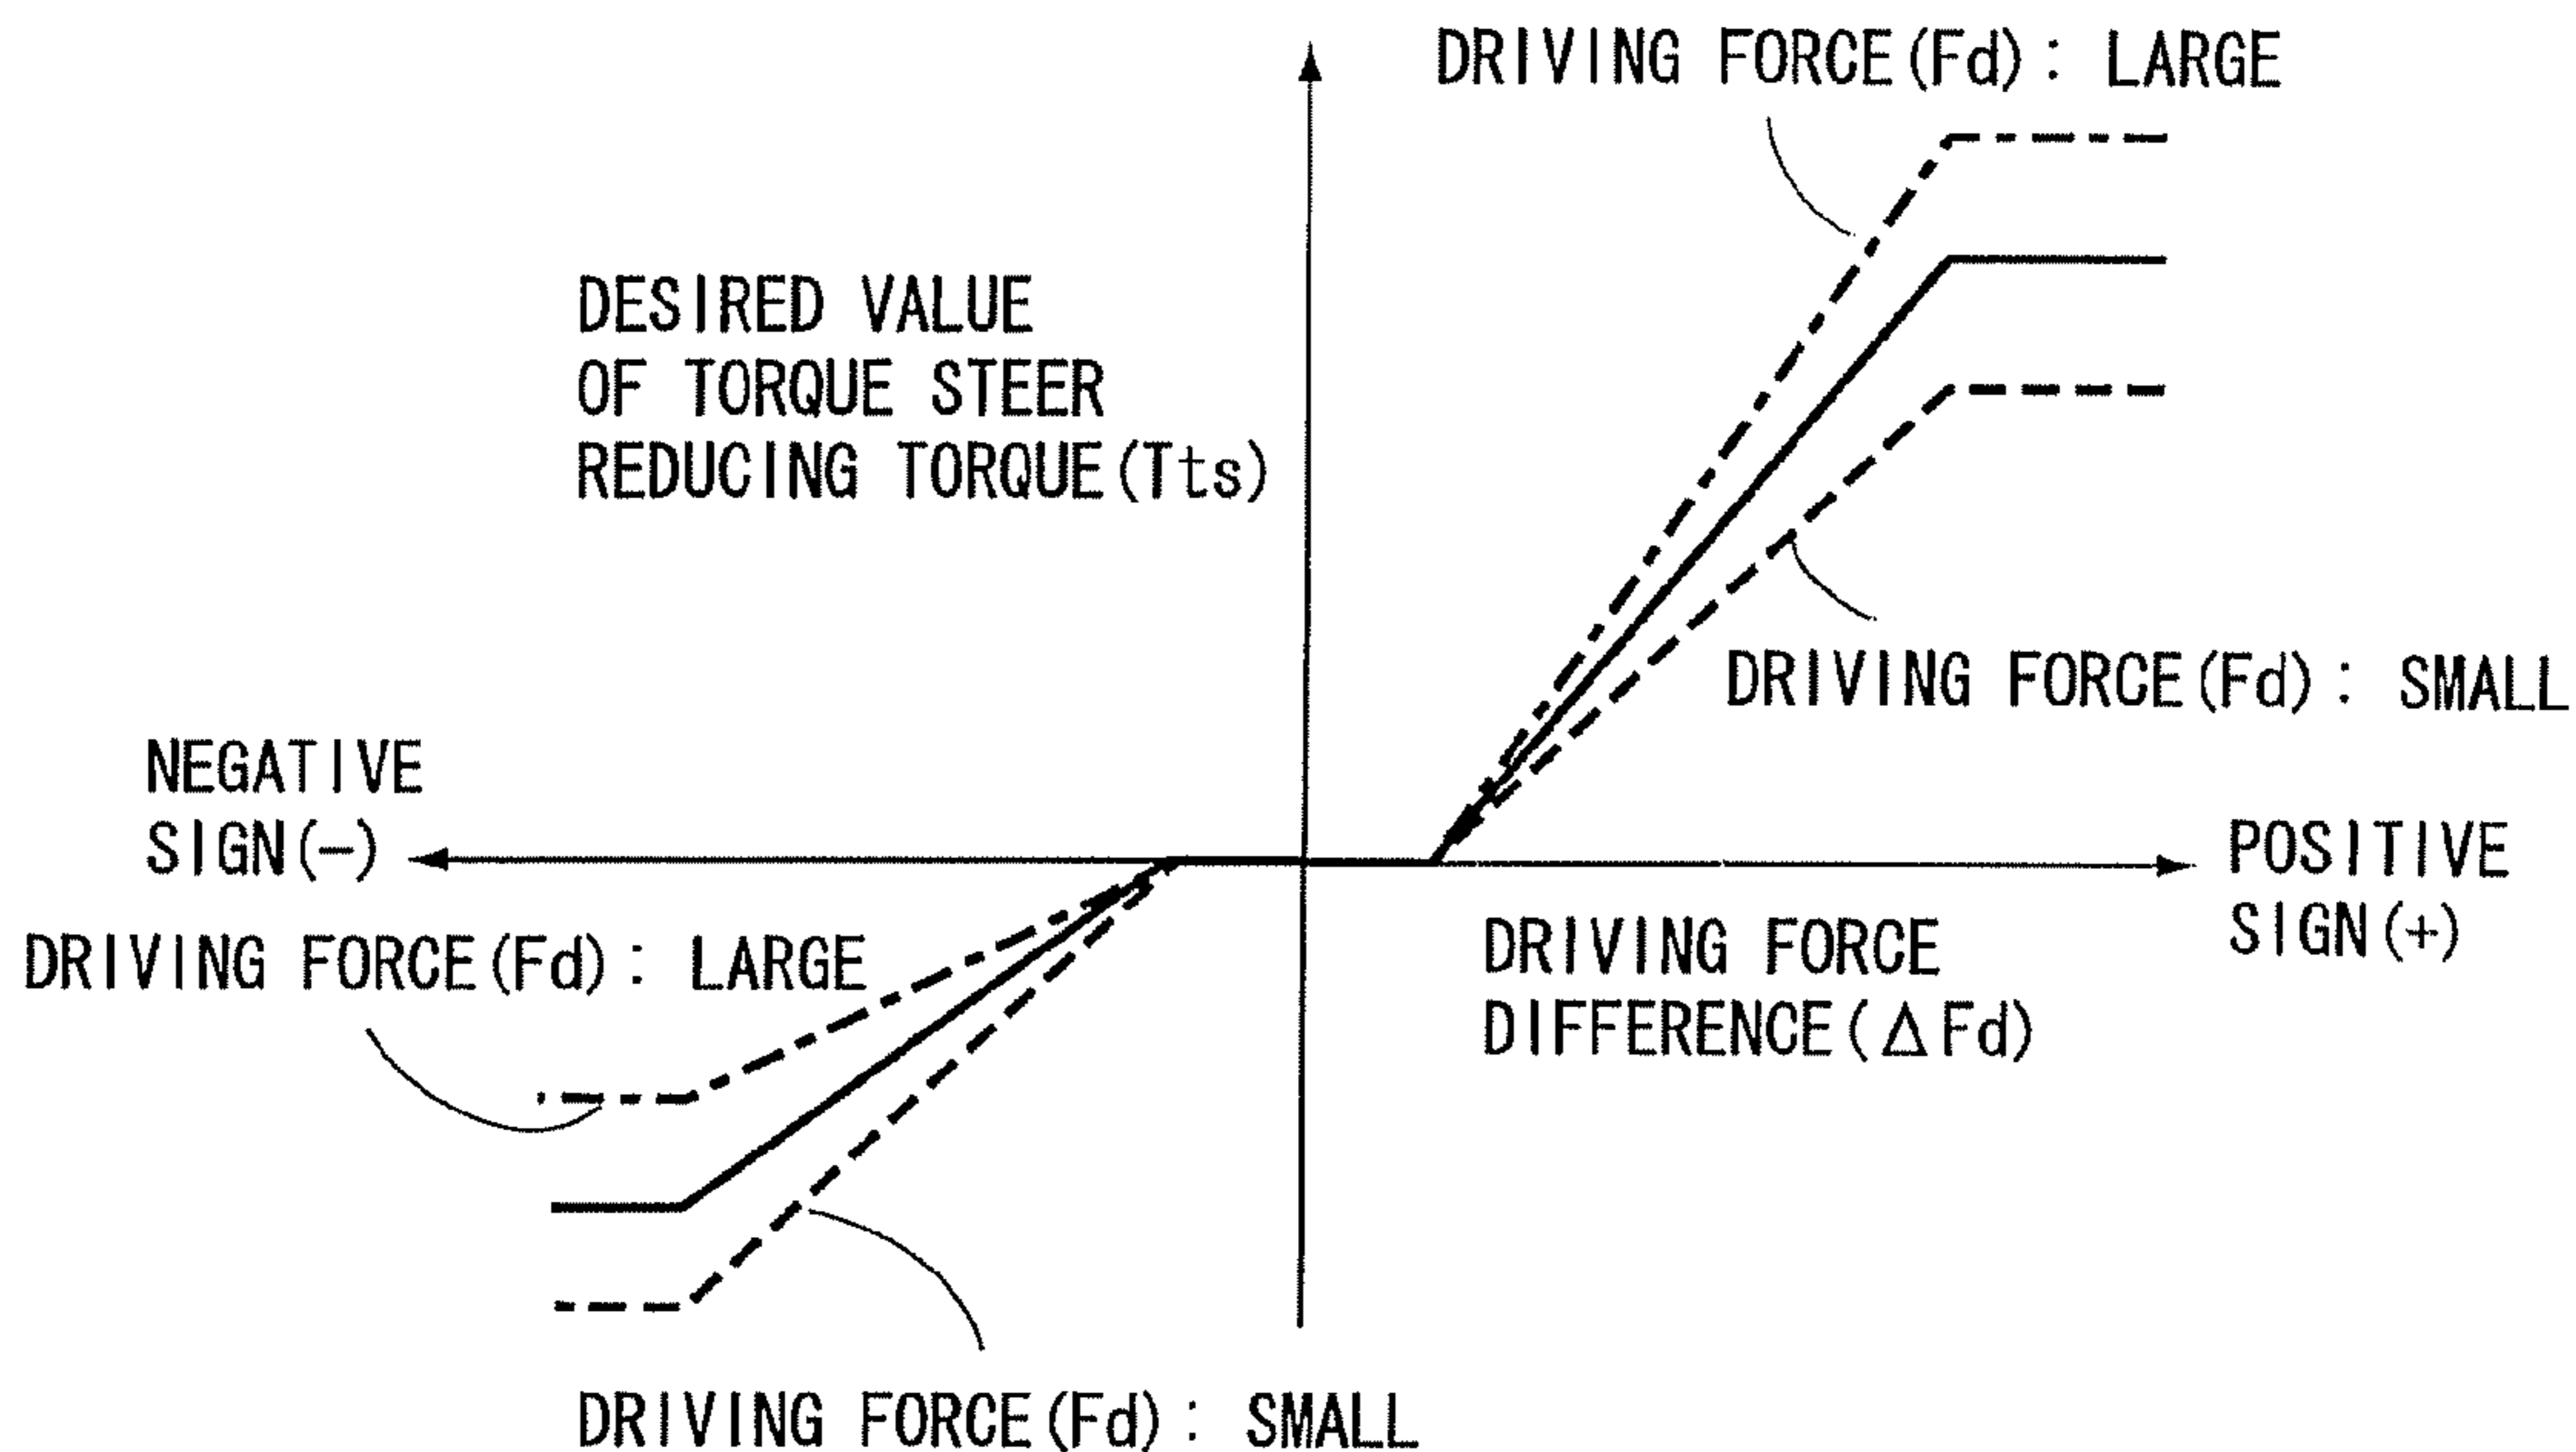 DRIVING FORCE(Fd): LARGE
DESIRED VALUE
OF TORQUE STEER
REDUCING TORQUE(Tts)
DRIVING FORCE(Fd): SMALL
NEGATIVE
SIGN(-)
POSITIVE
SIGN(+)
DRIVING FORCE(Fd): LARGE
DRIVING FORCE
DIFFERENCE(ΔFd)
DRIVING FORCE(Fd): SMALL